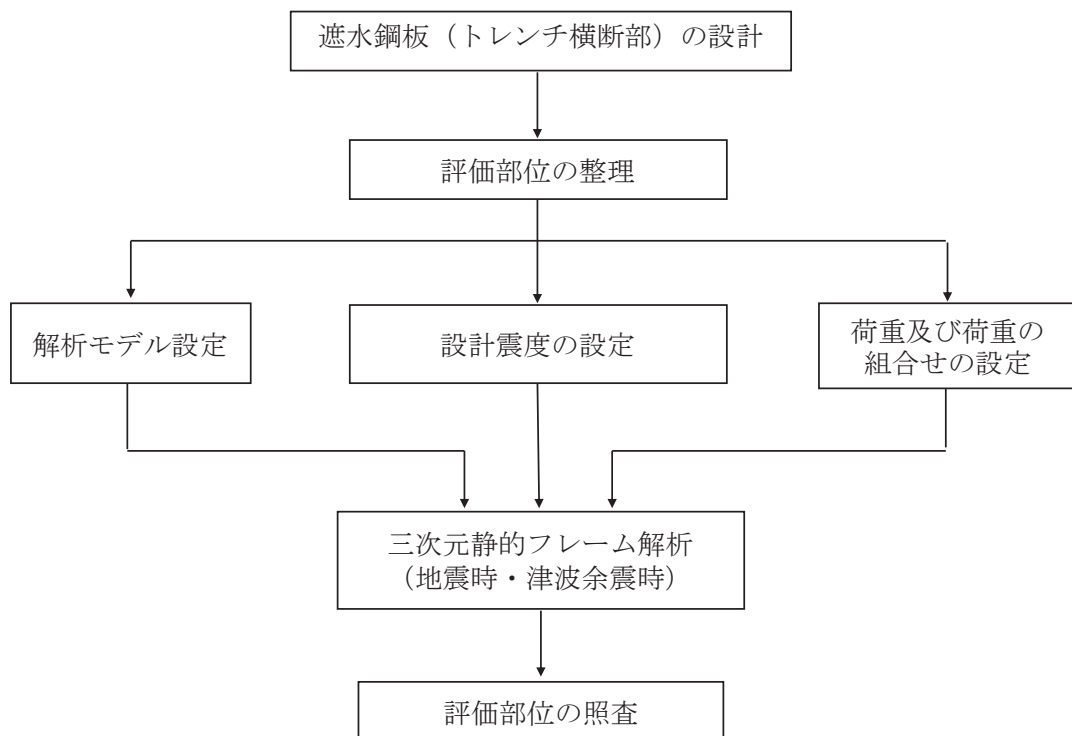 遮水鋼板（トレンチ横断部）の設計
評価部位の整理
解析モデル設定
設計震度の設定
荷重及び荷重の
組合せの設定
三次元静的フレーム解析
（地震時・津波余震時）
評価部位の照査